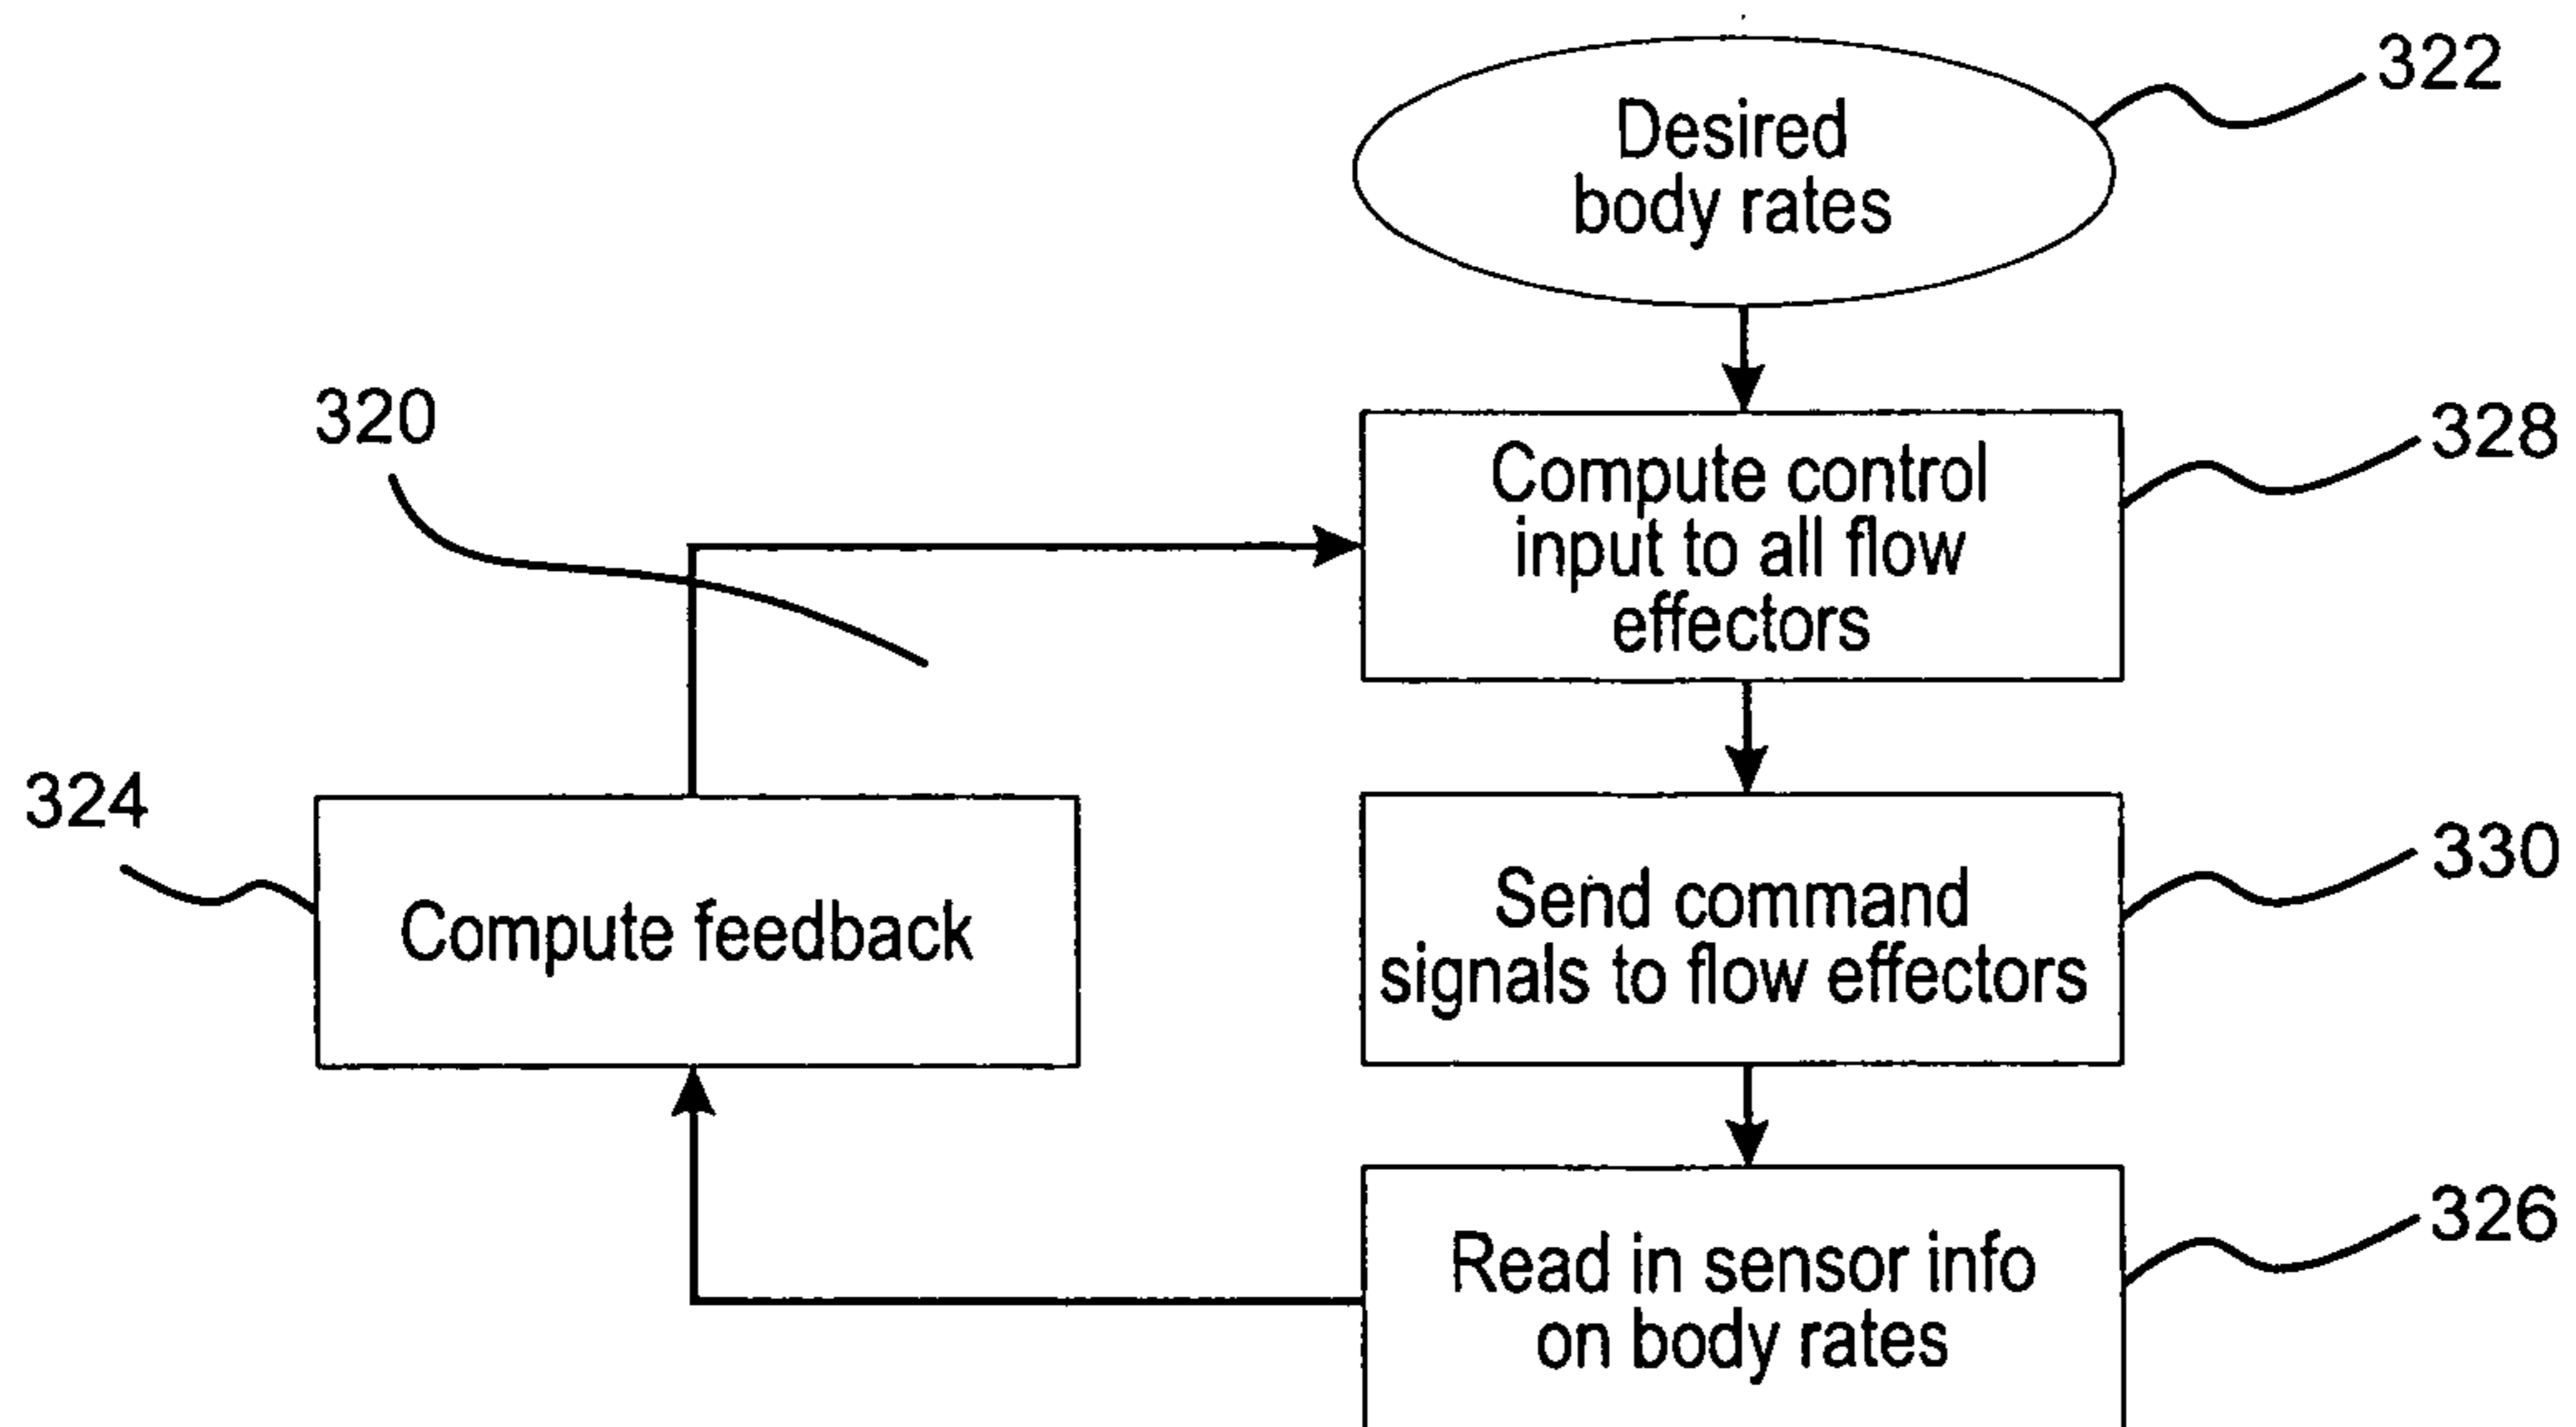 322
Desired
body rates
320
328
Compute control
input to all flow
effectors
324
330
Compute feedback
Send command
signals to flow effectors
326
Read in sensor info
on body rates